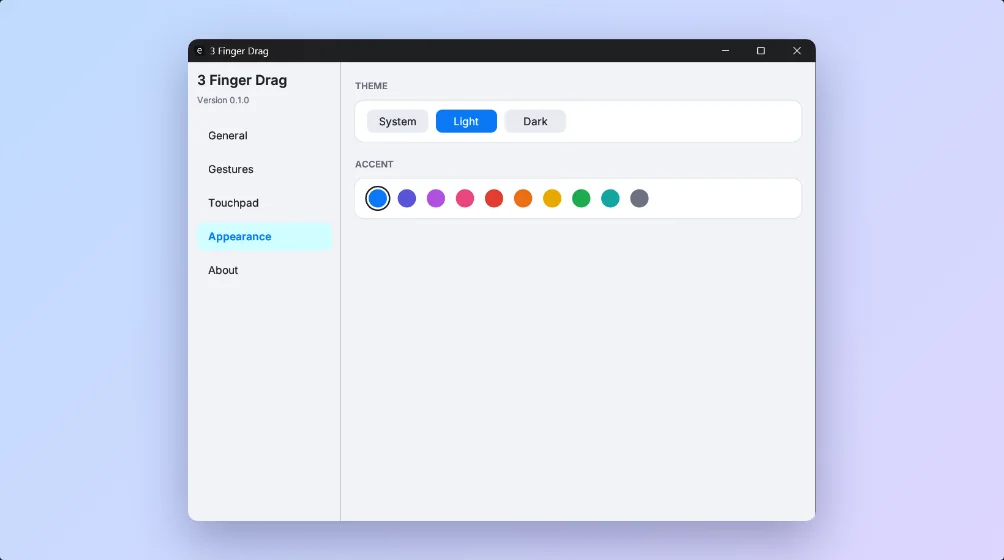 e 3 Finger Drag
3 Finger Drag
Version 0.1.0
General
Gestures
Touchpad
Appearance
About
THEME
System Light Dark
ACCENT